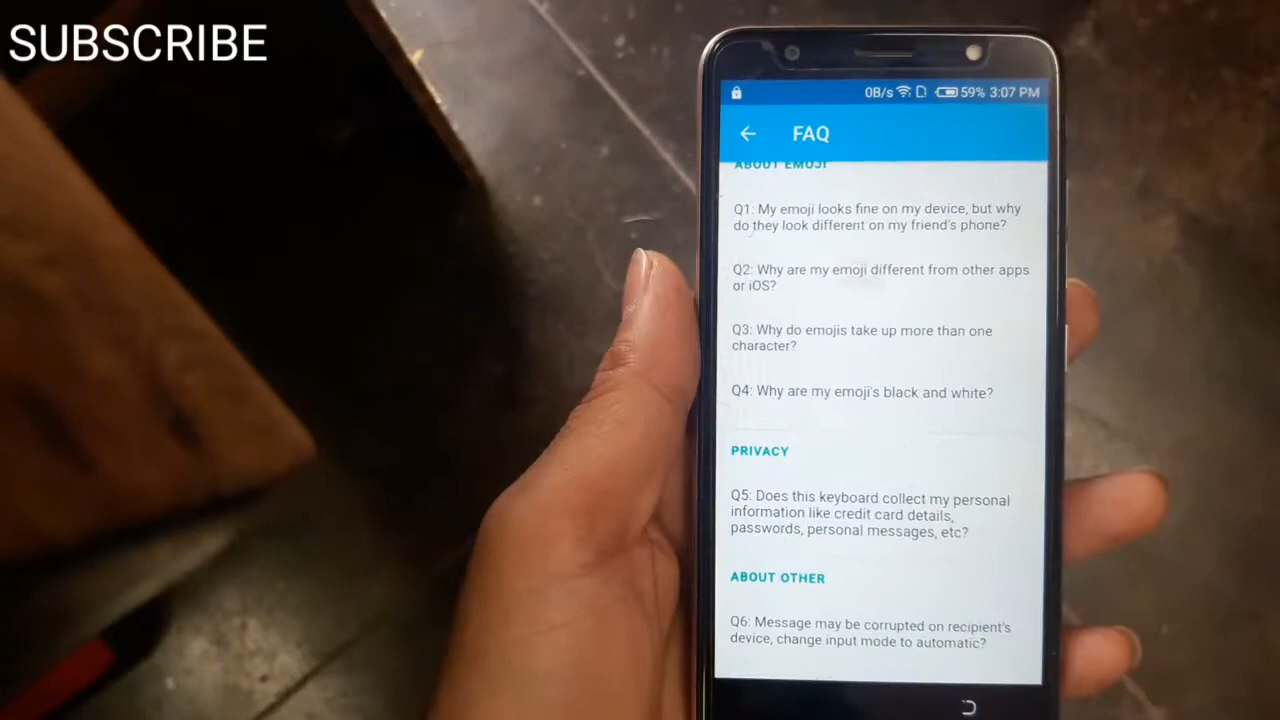 SUBSCRIBE
0B/s 59% 3:07 PM
FAQ
ABOUT EMOJI
Q1: My emoji looks fine on my device, but why
do they look different on my friend's phone?
Q2: Why are my emoji different from other apps
or iOS?
Q3: Why do emojis take up more than one
character?
Q4: Why are my emoji's black and white?
PRIVACY
Q5: Does this keyboard collect my personal
information like credit card details,
passwords, personal messages, etc?
ABOUT OTHER
Q6: Message may be corrupted on recipient's
device, change input mode to automatic?